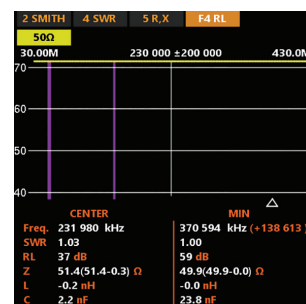 2 SMITH 4 SWR 5 R,X F4 RL
50Ω
30.00M 230 000 ±200 000 430.0M
70
60
50
40
CENTER MIN
Freq. 231 980 kHz 370 594 kHz (+138 613)
SWR 1.03 1.00
RL 37 dB 59 dB
Z 51.4(51.4-0.3) Ω 49.9(49.9-0.0) Ω
L -0.2 nH -0.0 nH
C 2.2 nF 23.8 nF